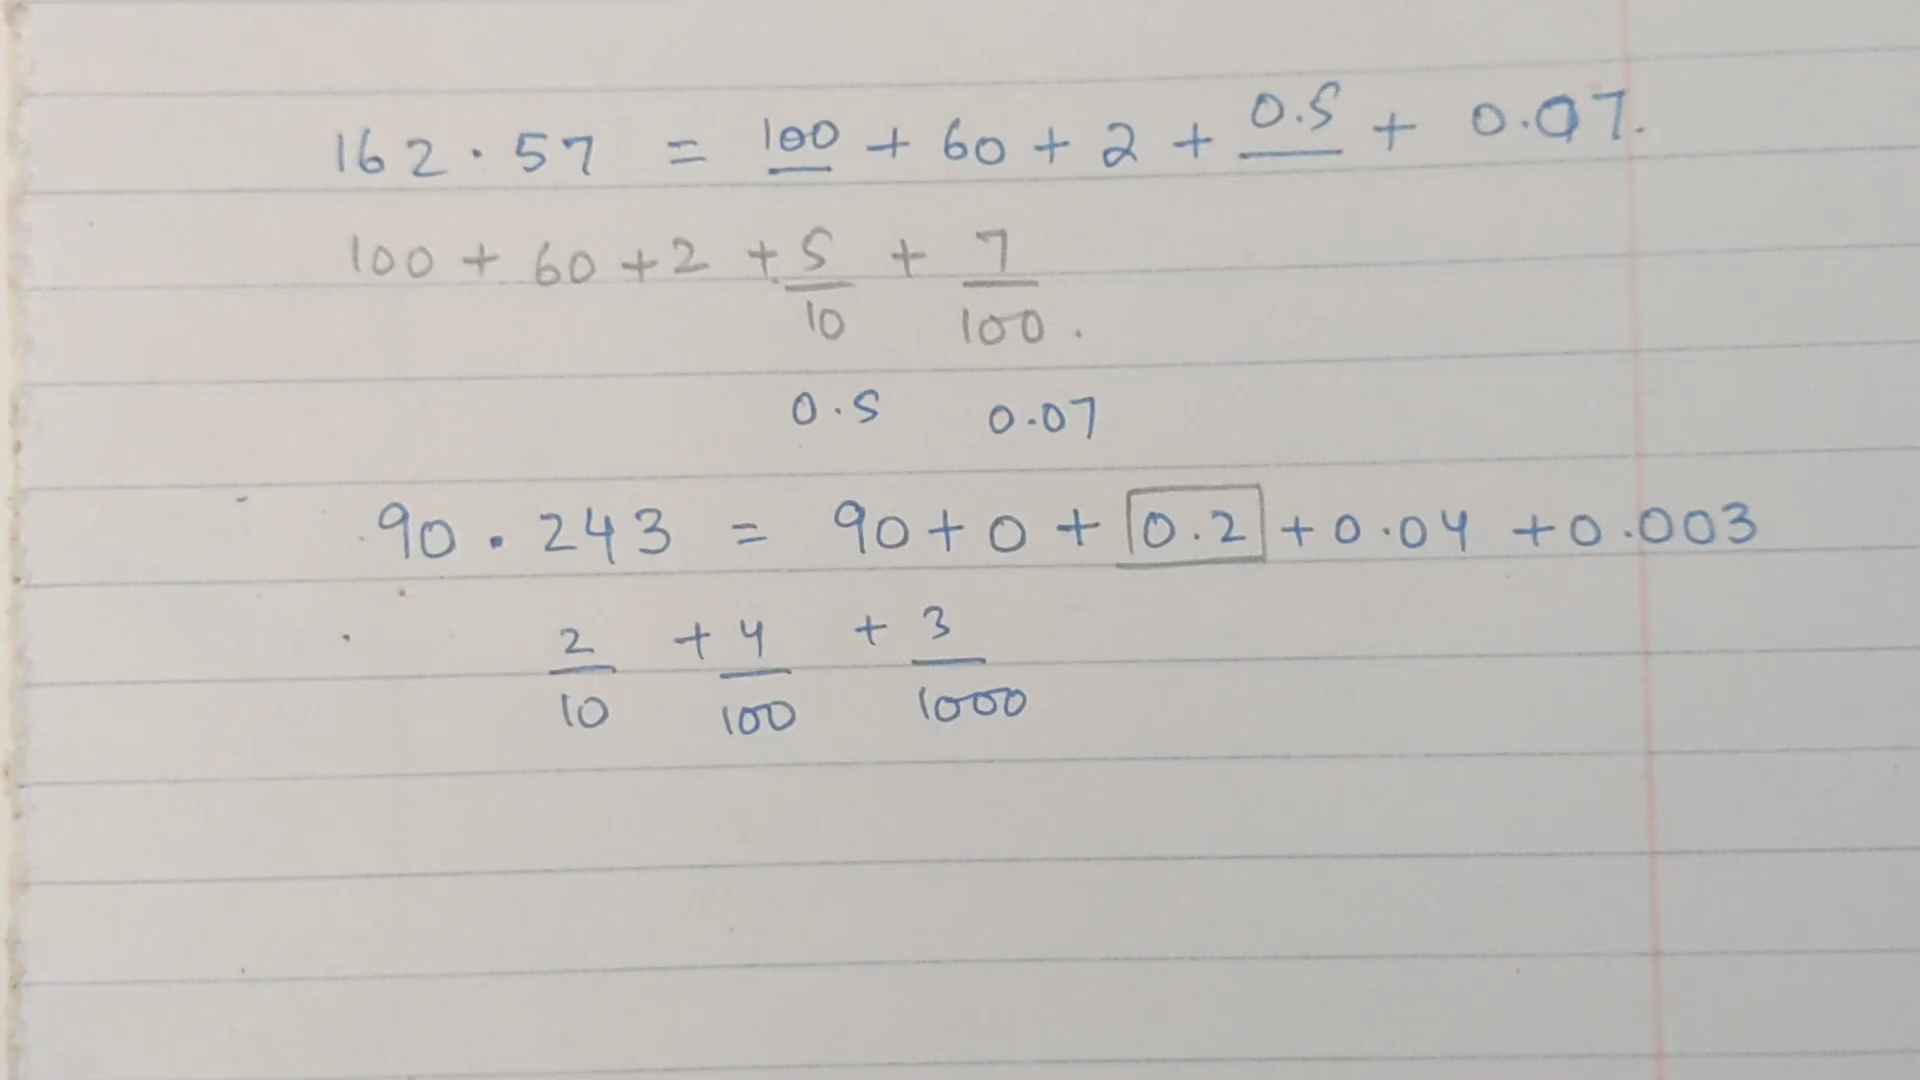 162.57 = 100 + 60 + 2 + 0.5 + 0.07.
100 + 60 + 2 + 5/10 + 7/100.
0.5 0.07
90.243 = 90 + 0 + 0.2 + 0.04 + 0.003
2/10 + 4/100 + 3/1000